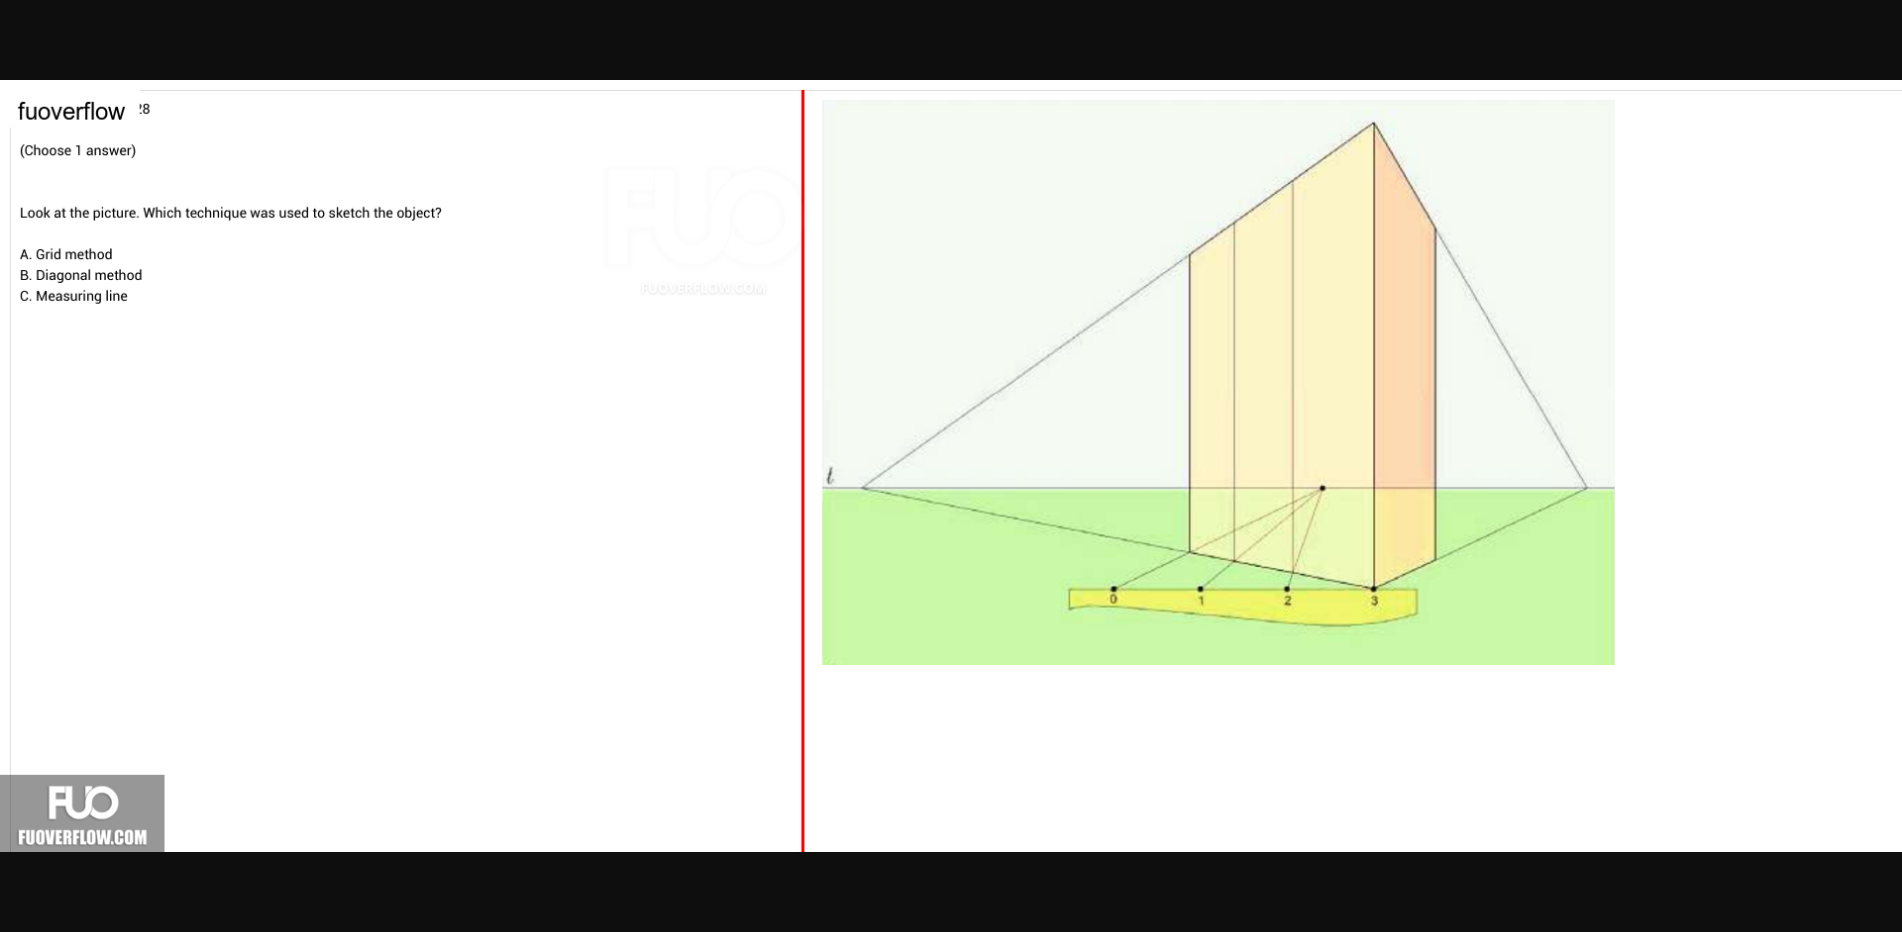 fuoverflow
28
(Choose 1 answer)
Look at the picture. Which technique was used to sketch the object?
A. Grid method
B. Diagonal method
C. Measuring line
FUO
FUOVERFLOW.COM
t
0 1 2 3
FUO
FUOVERFLOW.COM